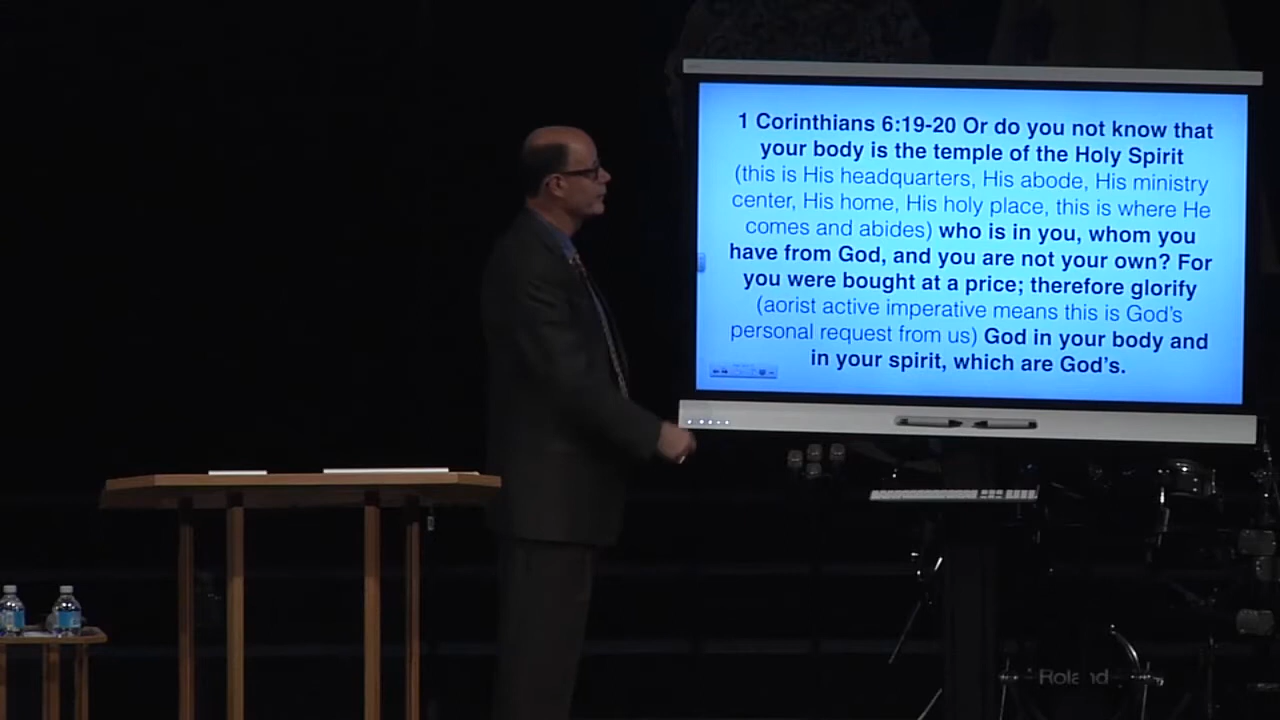 1 Corinthians 6:19-20 Or do you not know that
your body is the temple of the Holy Spirit
(this is His headquarters, His abode, His ministry
center, His home, His holy place, this is where He
comes and abides) who is in you, whom you
have from God, and you are not your own? For
you were bought at a price; therefore glorify
(aorist active imperative means this is God's
personal request from us) God in your body and
in your spirit, which are God's.
Roland